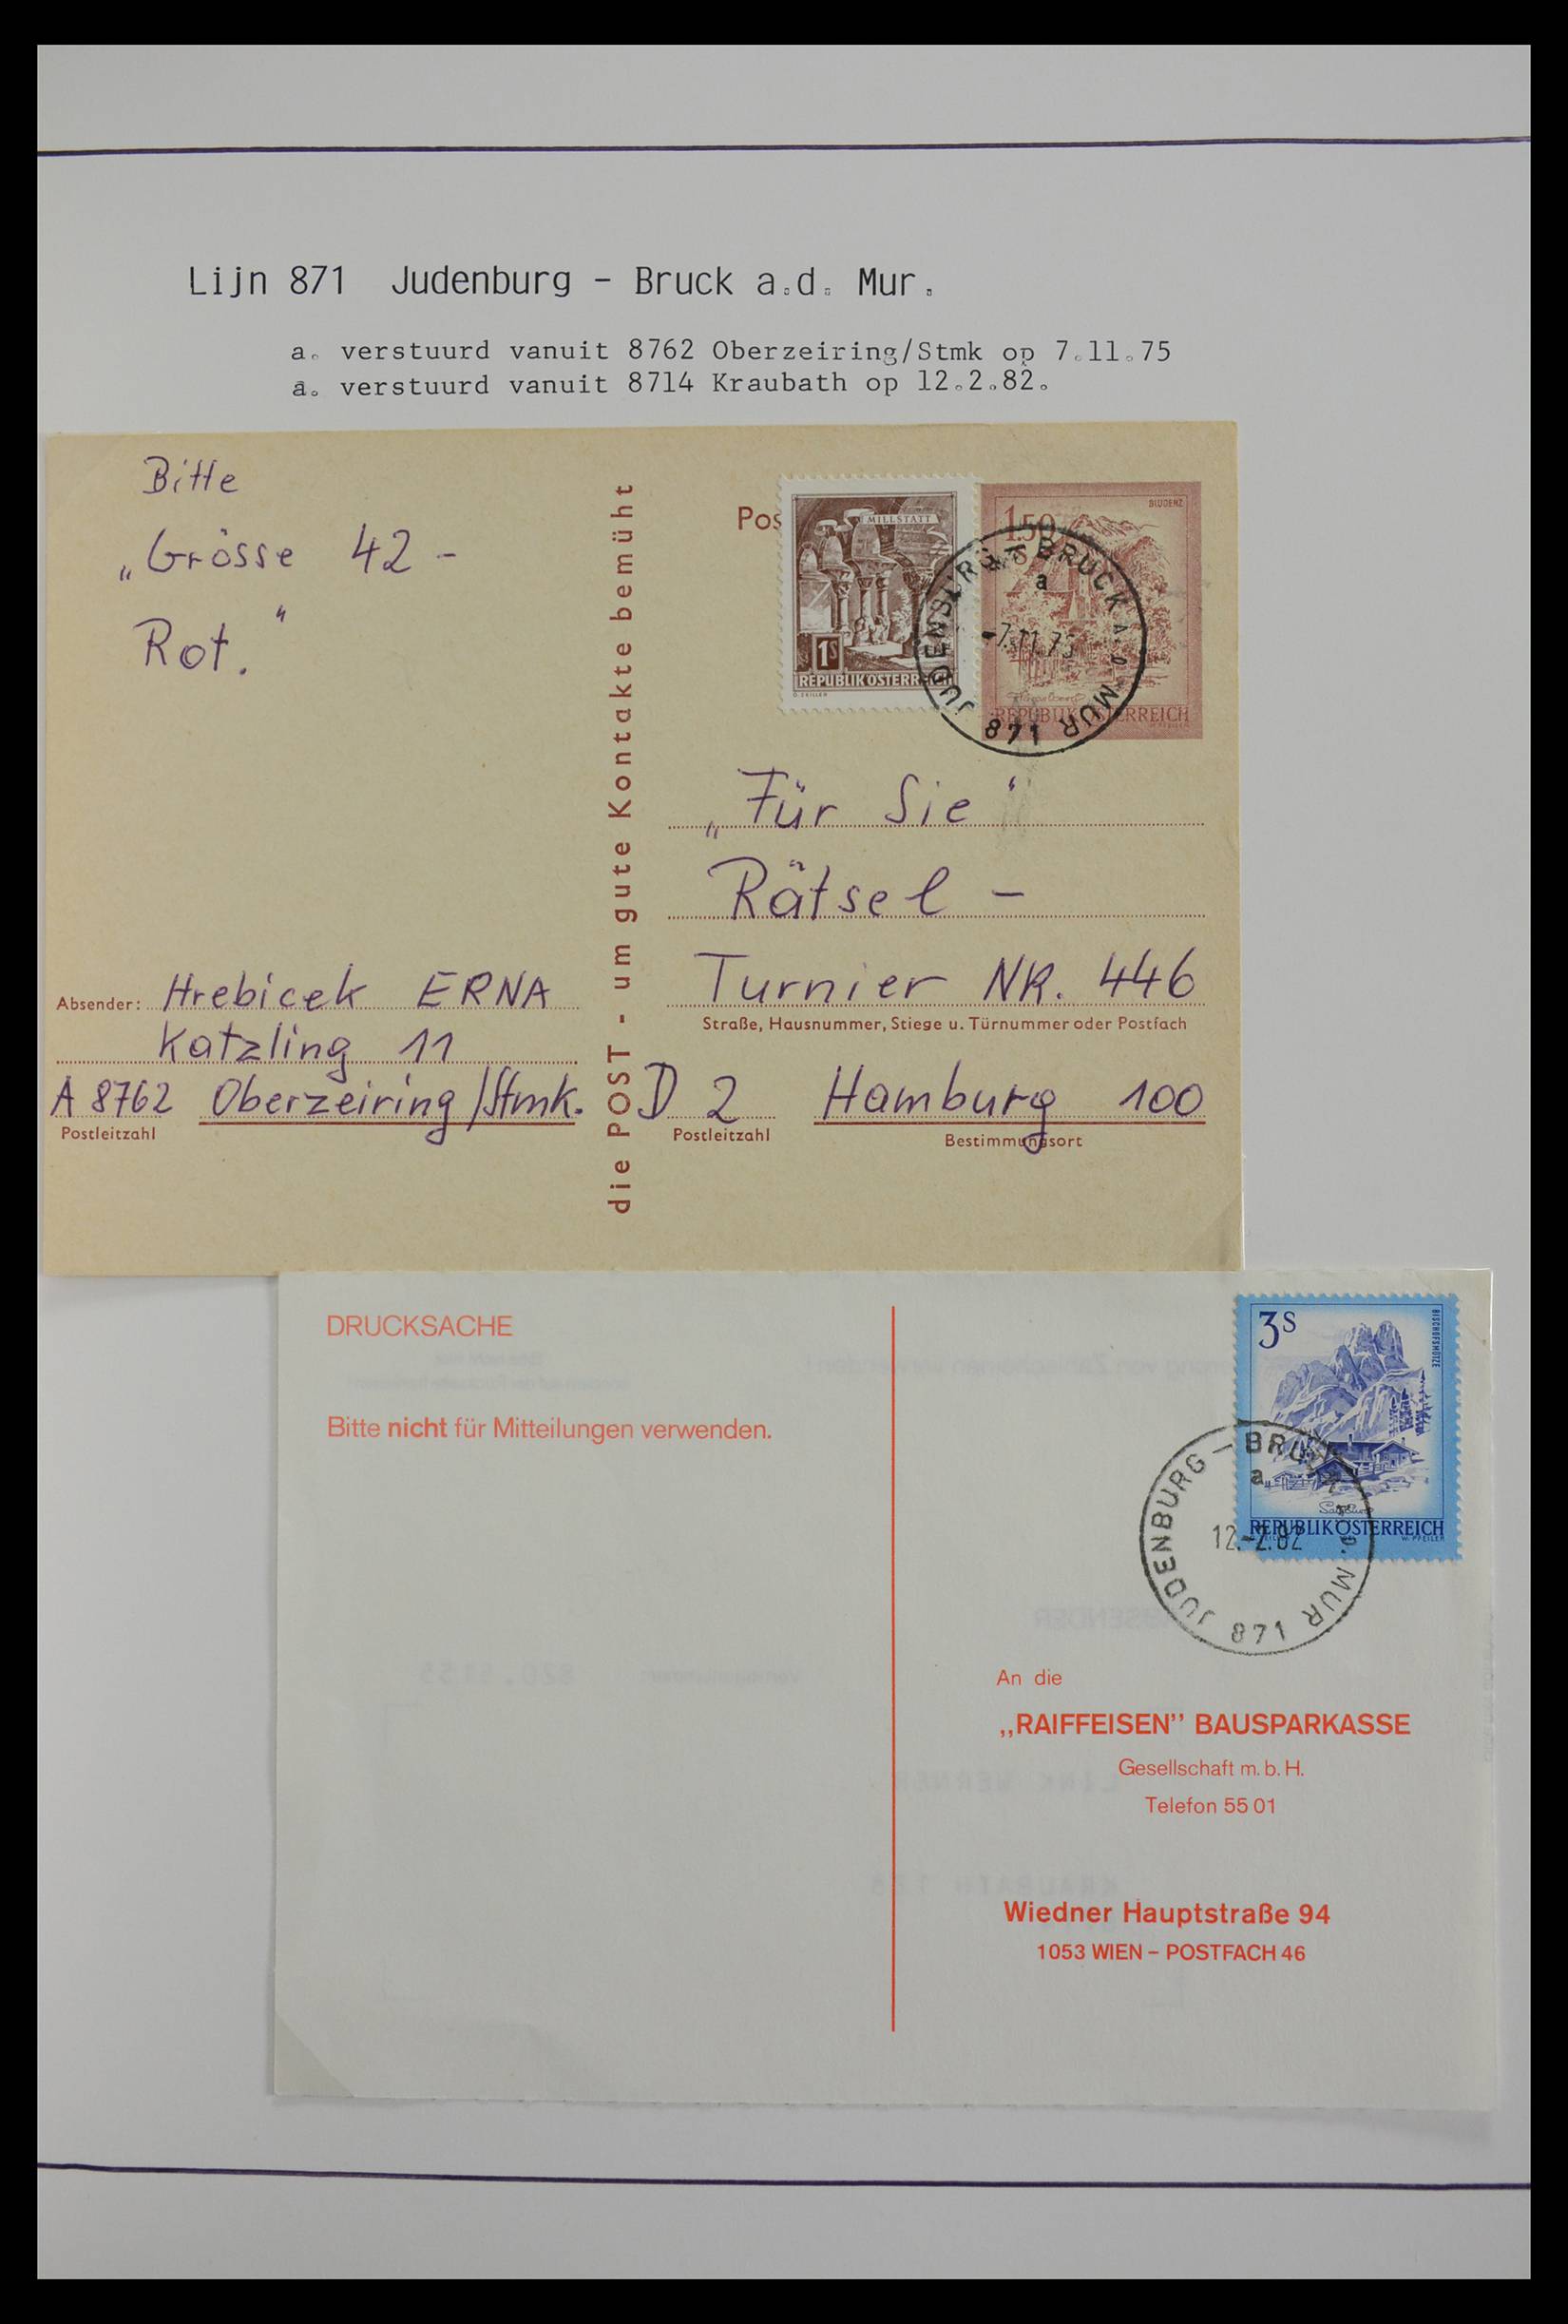 Lijn 871 Judenburg - Bruck a.d. Mur.
a. verstuurd vanuit 8762 Oberzeiring/Stmk op 7.11.75
a. verstuurd vanuit 8714 Kraubath op 12.2.82.
Bitte
„Grösse 42 -
Rot."
die POST - um gute Kontakte bemüht
Pos
MILLSTATT
1S
REPUBLIK ÖSTERREICH
BLUDENZ
1.50
S
REPUBLIK ÖSTERREICH
JUDENBURG - BRUCK A. D. MUR
a
-7.11.75
871
„Für Sie"
Rätsel -
Turnier NR. 446
Straße, Hausnummer, Stiege u. Türnummer oder Postfach
D 2 Hamburg 100
Postleitzahl Bestimmungsort
Absender: Hrebicek ERNA
Katzling 11
A 8762 Oberzeiring/Stmk.
Postleitzahl
DRUCKSACHE
Bitte nicht für Mitteilungen verwenden.
3S
BISCHOFSMÜTZE
Salzburg
REPUBLIK ÖSTERREICH
JUDENBURG - BRUCK A. D. MUR
a
12.-2.82
871
An die
„RAIFFEISEN” BAUSPARKASSE
Gesellschaft m. b. H.
Telefon 55 01
Wiedner Hauptstraße 94
1053 WIEN – POSTFACH 46